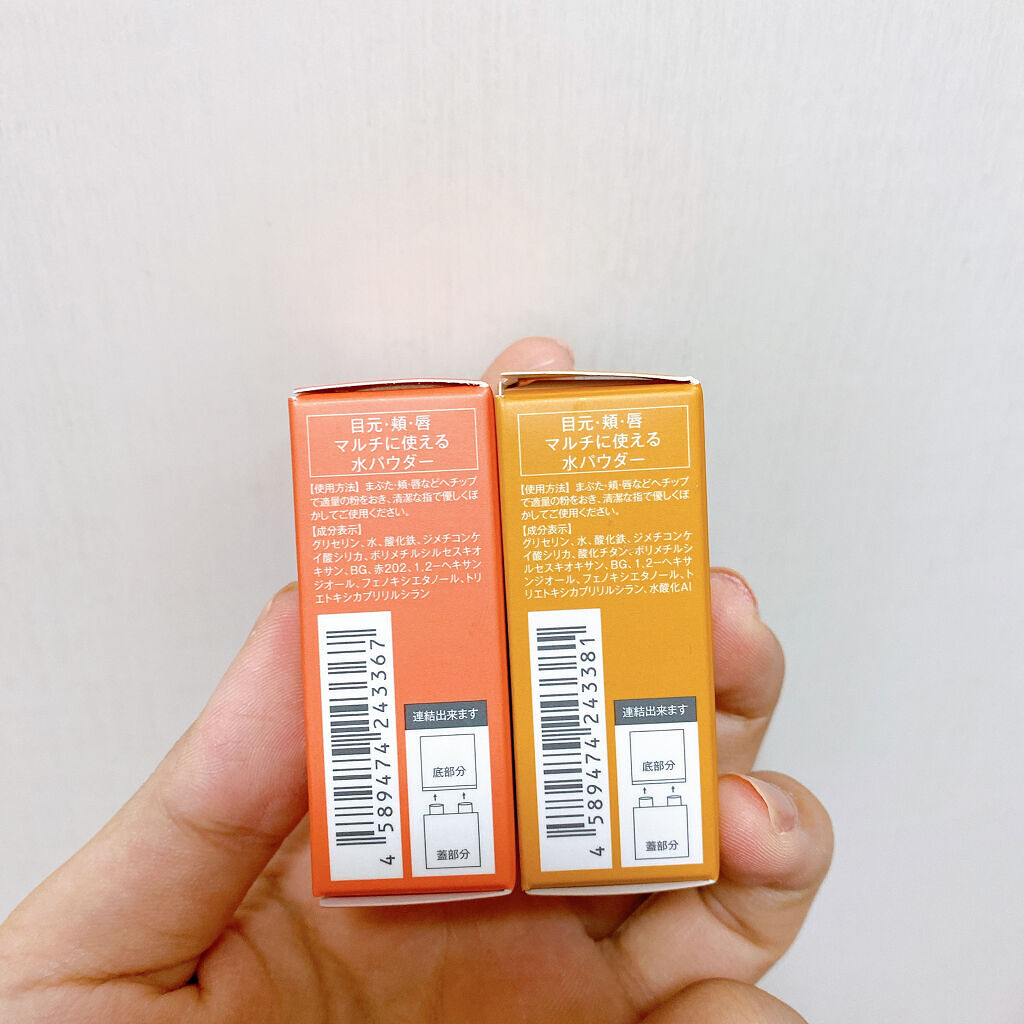 目元・頬・唇
マルチに使える
水パウダー
【使用方法】まぶた・頬・唇などへチップ
で適量の粉をおき、清潔な指で優しくぼ
かしてご使用ください。
【成分表示】
グリセリン、水、酸化鉄、ジメチコンケ
イ酸シリカ、ポリメチルシルセスキオ
キサン、BG、赤202、1,2-ヘキサン
ジオール、フェノキシエタノール、トリ
エトキシカプリリルシラン
4 589474 243367
連結出来ます
底部分
蓋部分
目元・頬・唇
マルチに使える
水パウダー
【使用方法】まぶた・頬・唇などへチップ
で適量の粉をおき、清潔な指で優しくぼ
かしてご使用ください。
【成分表示】
グリセリン、水、酸化鉄、ジメチコンケ
イ酸シリカ、酸化チタン、ポリメチルシ
ルセスキオキサン、BG、1,2-ヘキサ
ンジオール、フェノキシエタノール、ト
リエトキシカプリリルシラン、水酸化Al
4 589474 243381
連結出来ます
底部分
蓋部分